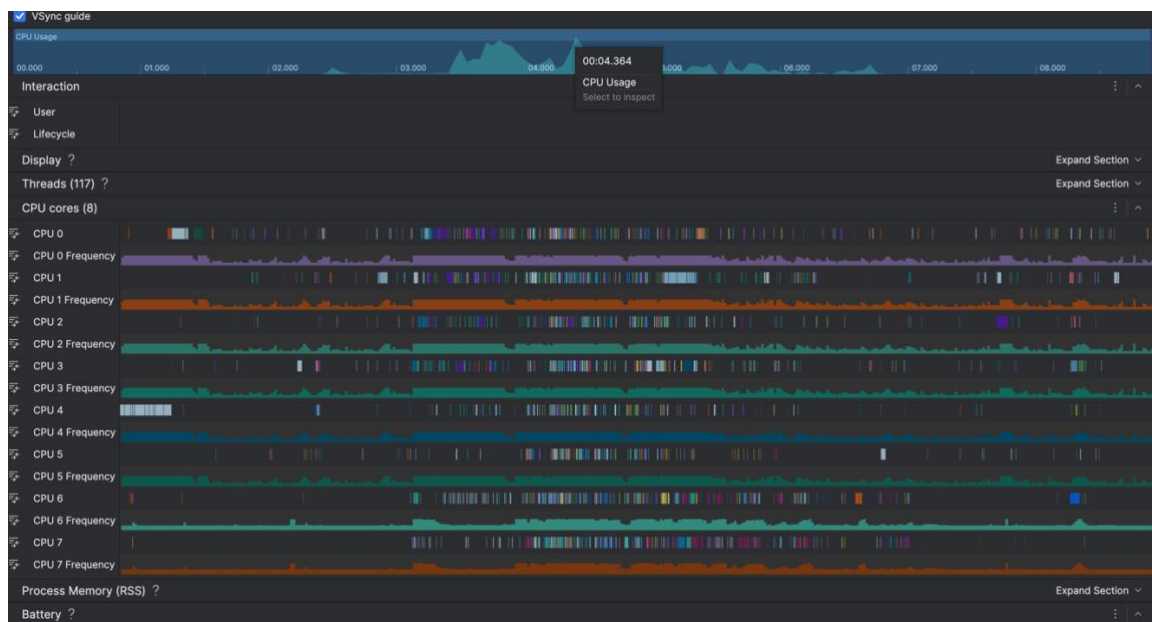 VSync guide
CPU Usage
00.000 01.000 02.000 03.000 04.000 .000 06.000 07.000 08.000
00:04.364
CPU Usage
Select to inspect
Interaction
User
Lifecycle
Display ? Expand Section
Threads (117) ? Expand Section
CPU cores (8)
CPU 0
CPU 0 Frequency
CPU 1
CPU 1 Frequency
CPU 2
CPU 2 Frequency
CPU 3
CPU 3 Frequency
CPU 4
CPU 4 Frequency
CPU 5
CPU 5 Frequency
CPU 6
CPU 6 Frequency
CPU 7
CPU 7 Frequency
Process Memory (RSS) ? Expand Section
Battery ?